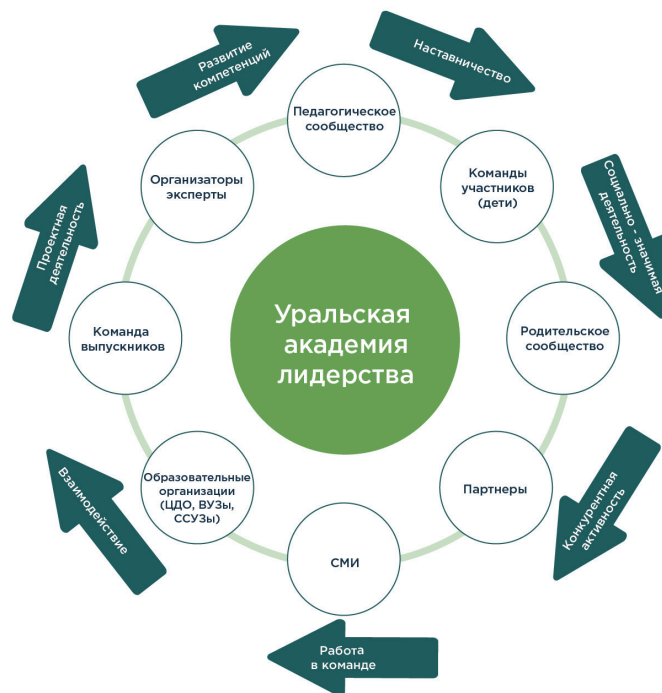 Развитие
компетенций
Наставничество
Педагогическое
сообщество
Организаторы
эксперты
Команды
участников
(дети)
Социально - значимая
деятельность
Проектная
деятельность
Уральская
академия
лидерства
Команда
выпускников
Родительское
сообщество
Образовательные
организации
(ЦДО, ВУЗы,
ССУЗы)
Партнеры
Взаимодействие
Конкурентная
активность
СМИ
Работа
в команде